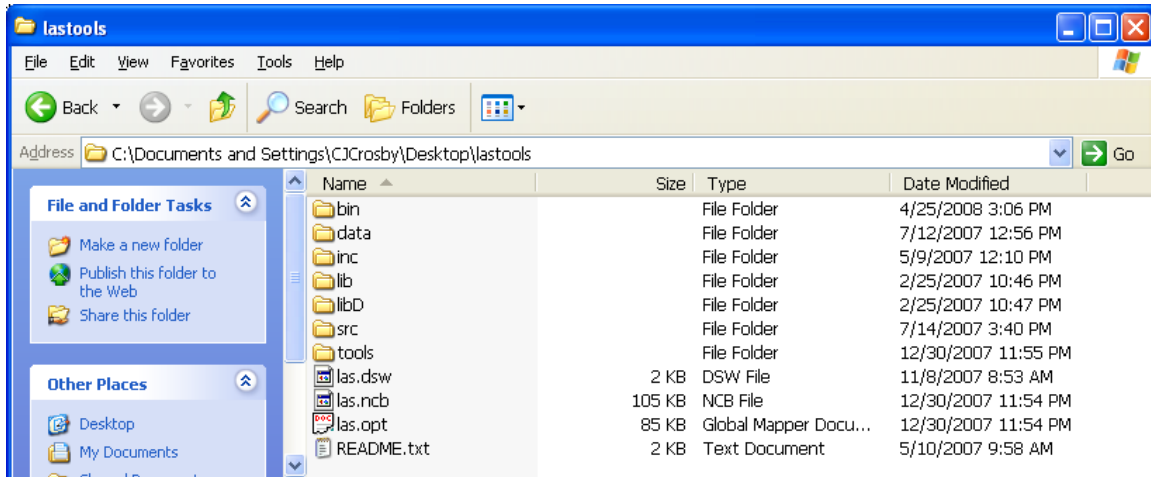 lastools
File Edit View Favorites Tools Help
Back Search Folders
Address C:\Documents and Settings\CJCrosby\Desktop\lastools Go
File and Folder Tasks
Make a new folder
Publish this folder to
the Web
Share this folder
Other Places
Desktop
My Documents
Name Size Type Date Modified
bin File Folder 4/25/2008 3:06 PM
data File Folder 7/12/2007 12:56 PM
inc File Folder 5/9/2007 12:10 PM
lib File Folder 2/25/2007 10:46 PM
libD File Folder 2/25/2007 10:47 PM
src File Folder 7/14/2007 3:40 PM
tools File Folder 12/30/2007 11:55 PM
las.dsw 2 KB DSW File 11/8/2007 8:53 AM
las.ncb 105 KB NCB File 12/30/2007 11:54 PM
las.opt 85 KB Global Mapper Docu... 12/30/2007 11:54 PM
README.txt 2 KB Text Document 5/10/2007 9:58 AM